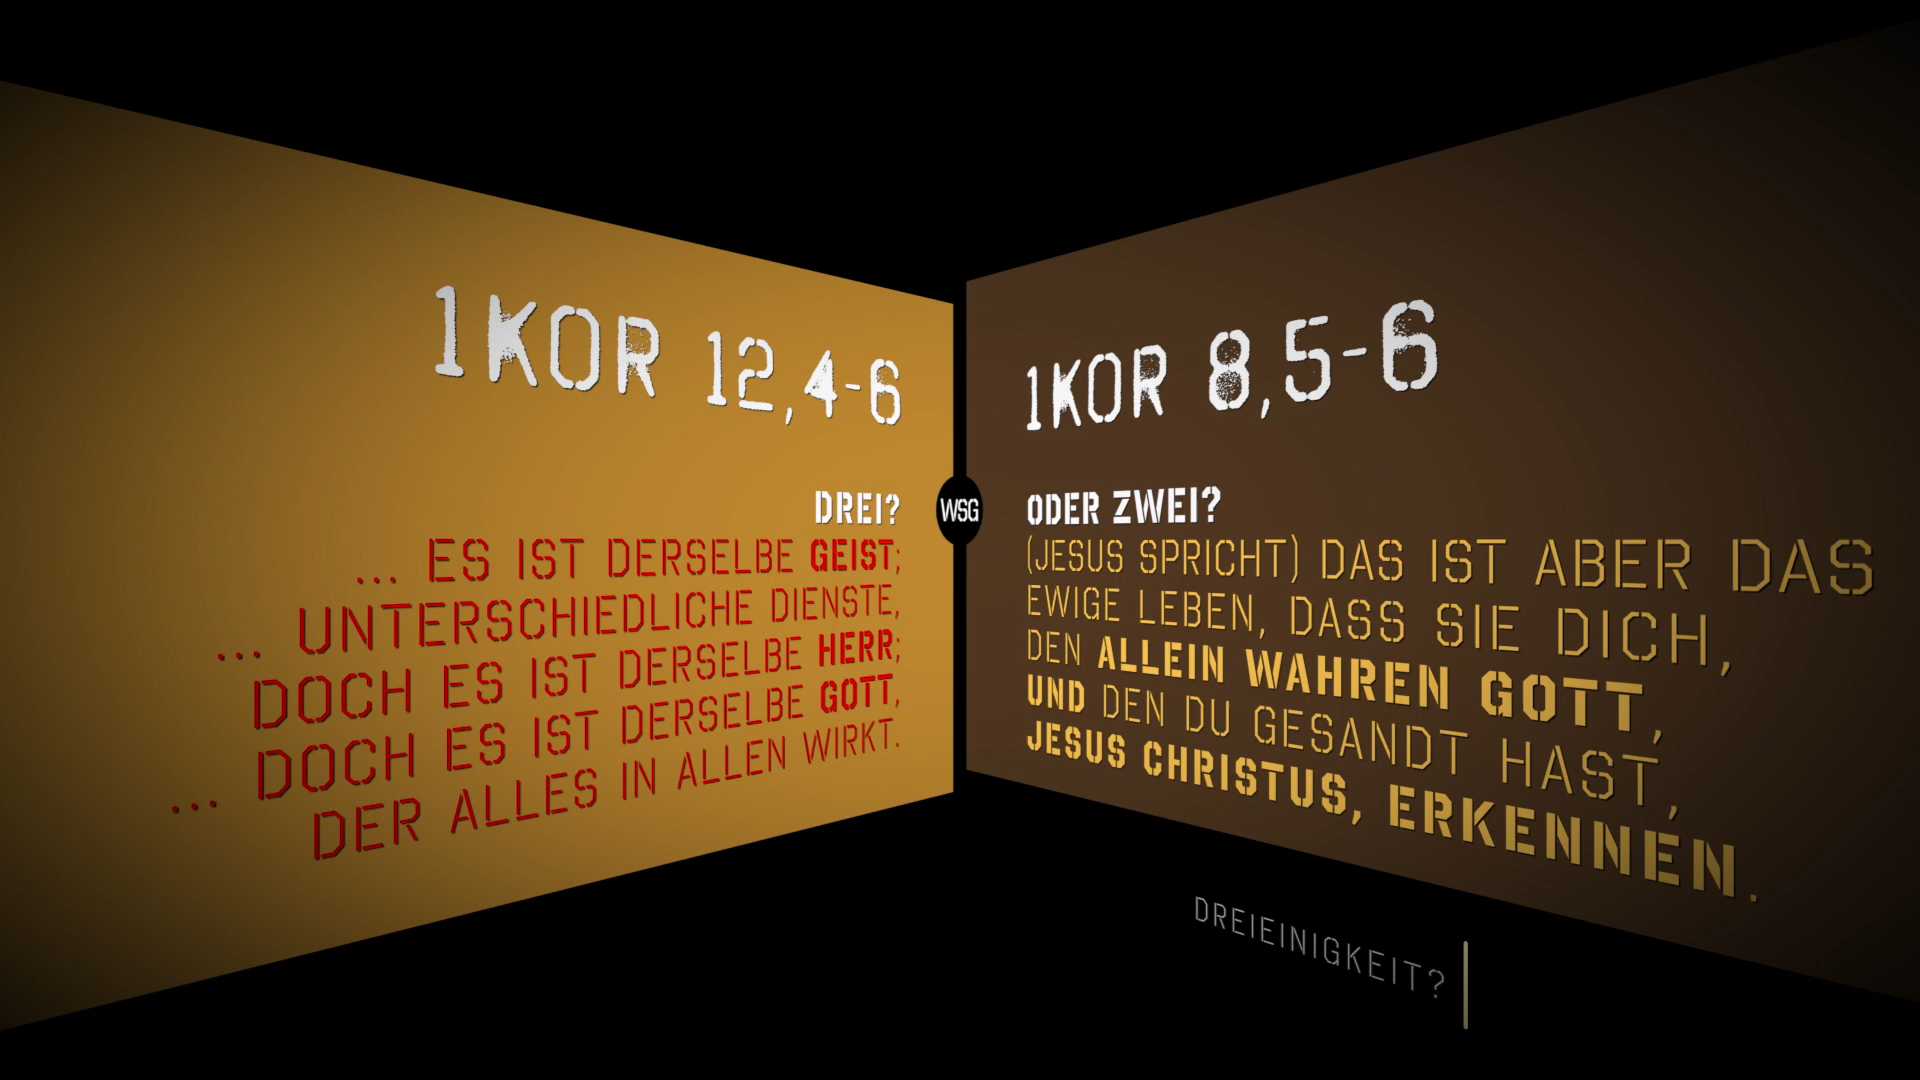 1KOR 12,4-6
DREI?
... ES IST DERSELBE GEIST;
... UNTERSCHIEDLICHE DIENSTE,
DOCH ES IST DERSELBE HERR;
... DOCH ES IST DERSELBE GOTT,
DER ALLES IN ALLEN WIRKT.
WSG
1KOR 8,5-6
ODER ZWEI?
(JESUS SPRICHT) DAS IST ABER DAS
EWIGE LEBEN, DASS SIE DICH,
DEN ALLEIN WAHREN GOTT,
UND DEN DU GESANDT HAST,
JESUS CHRISTUS, ERKENNEN.
DREIEINIGKEIT?